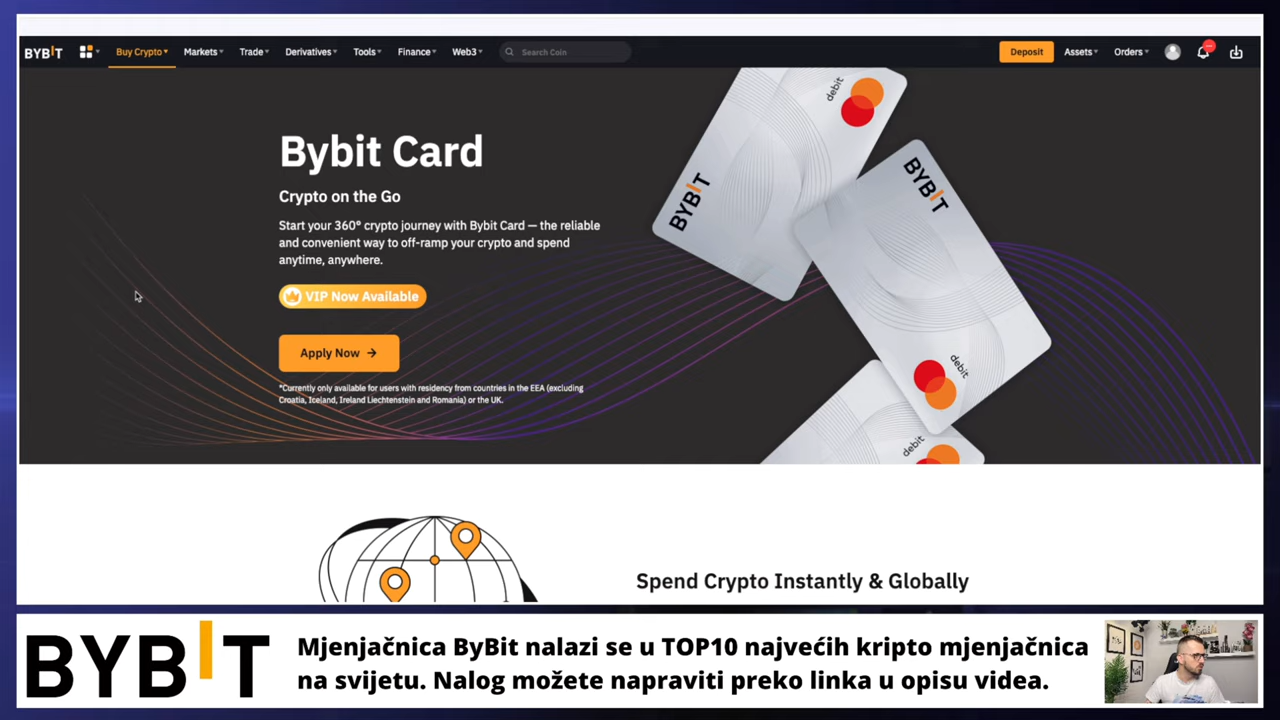 BYBIT Buy Crypto Markets Trade Derivatives Tools Finance Web3 Search Coin Deposit Assets Orders
Bybit Card
Crypto on the Go
Start your 360° crypto journey with Bybit Card — the reliable
and convenient way to off-ramp your crypto and spend
anytime, anywhere.
VIP Now Available
Apply Now →
*Currently only available for users with residency from countries in the EEA (excluding
Croatia, Iceland, Ireland Liechtenstein and Romania) or the UK.
debit
BYBIT
BYBIT
debit
debit
Spend Crypto Instantly & Globally
BYBIT
Mjenjačnica ByBit nalazi se u TOP10 najvećih kripto mjenjačnica
na svijetu. Nalog možete napraviti preko linka u opisu videa.